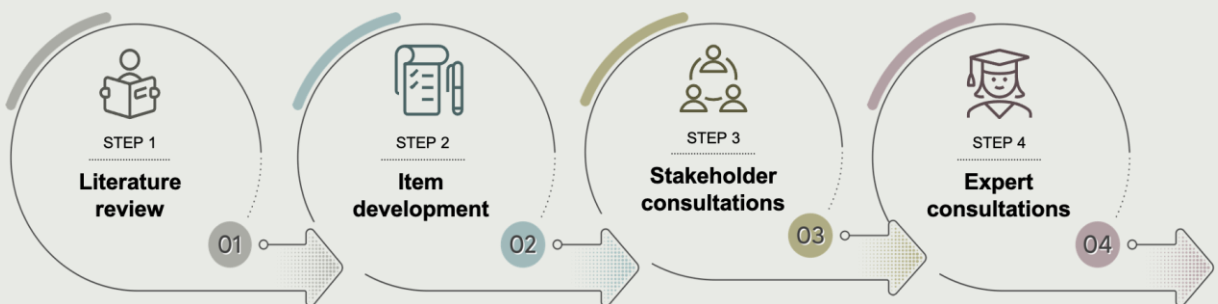 STEP 1
Literature
review
01
STEP 2
Item
development
02
STEP 3
Stakeholder
consultations
03
STEP 4
Expert
consultations
04